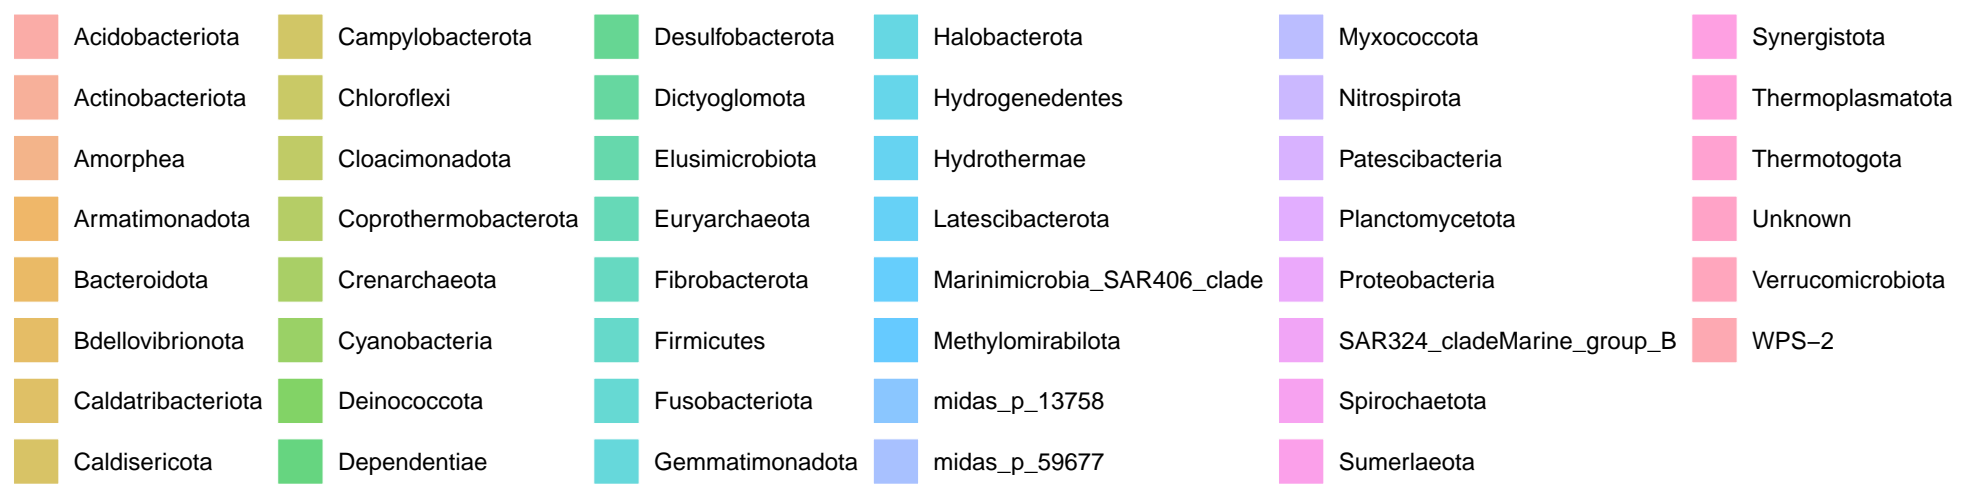 Acidobacteriota
Actinobacteriota
Amorphea
Armatimonadota
Bacteroidota
Bdellovibrionota
Caldatribacteriota
Caldisericota
Campylobacterota
Chloroflexi
Cloacimonadota
Coprothermobacterota
Crenarchaeota
Cyanobacteria
Deinococcota
Dependentiae
Desulfobacterota
Dictyoglomota
Elusimicrobiota
Euryarchaeota
Fibrobacterota
Firmicutes
Fusobacteriota
Gemmatimonadota
Halobacterota
Hydrogenedentes
Hydrothermae
Latescibacterota
Marinimicrobia_SAR406_clade
Methylomirabilota
midas_p_13758
midas_p_59677
Myxococcota
Nitrospirota
Patescibacteria
Planctomycetota
Proteobacteria
SAR324_cladeMarine_group_B
Spirochaetota
Sumerlaeota
Synergistota
Thermoplasmatota
Thermotogota
Unknown
Verrucomicrobiota
WPS−2